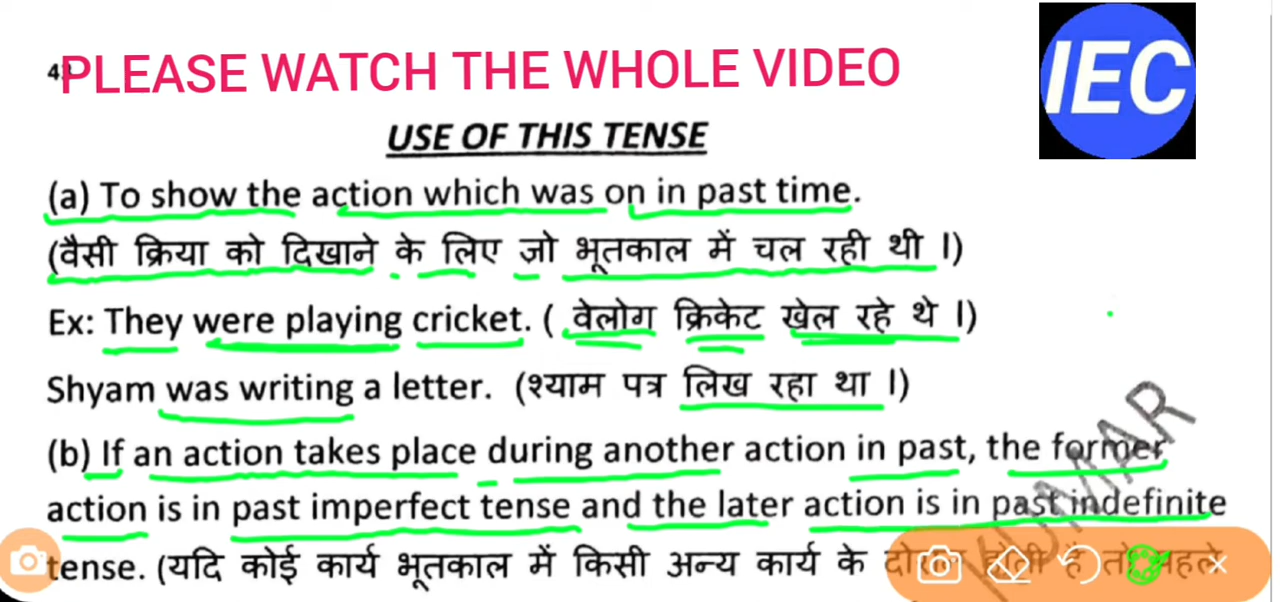 PLEASE WATCH THE WHOLE VIDEO
IEC
USE OF THIS TENSE
(a) To show the action which was on in past time.
(वैसी क्रिया को दिखाने के लिए जो भूतकाल में चल रही थी ।)
Ex: They were playing cricket. ( वेलोग क्रिकेट खेल रहे थे ।)
Shyam was writing a letter. (श्याम पत्र लिख रहा था ।)
(b) If an action takes place during another action in past, the former
action is in past imperfect tense and the later action is in past indefinite
tense. (यदि कोई कार्य भूतकाल में किसी अन्य कार्य के
KUMAR